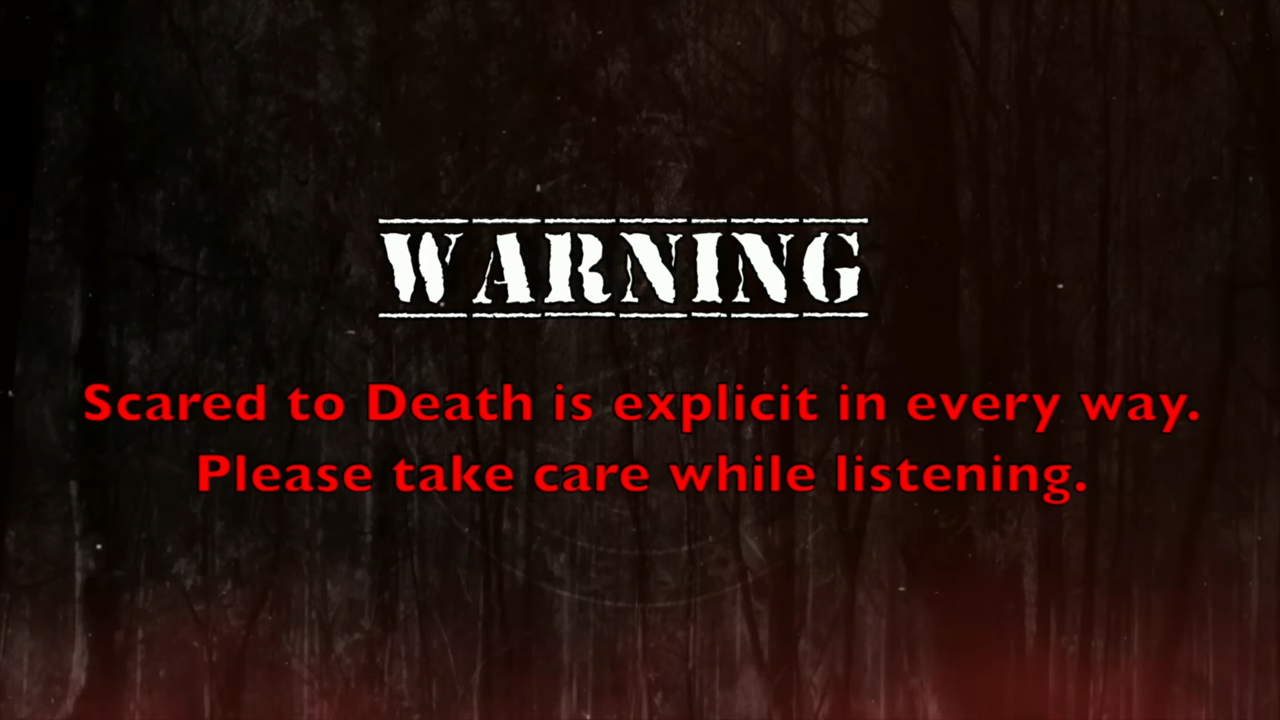 WARNING
Scared to Death is explicit in every way.
Please take care while listening.